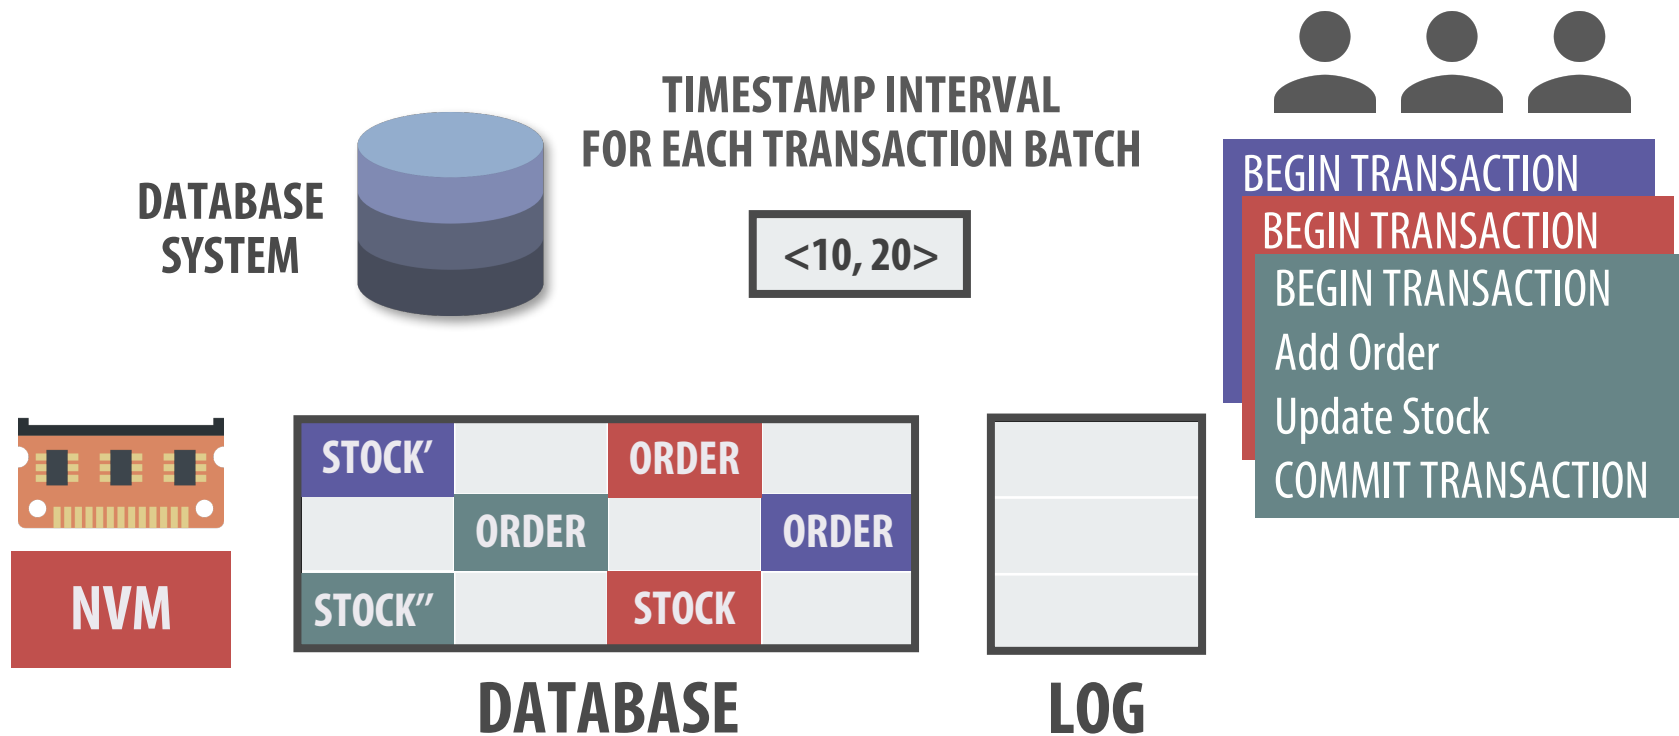 TIMESTAMP INTERVAL
FOR EACH TRANSACTION BATCH
DATABASE
SYSTEM
<10, 20>
BEGIN TRANSACTION
BEGIN TRANSACTION
BEGIN TRANSACTION
Add Order
Update Stock
COMMIT TRANSACTION
NVM
STOCK’ ORDER
ORDER ORDER
STOCK’’ STOCK
DATABASE
LOG